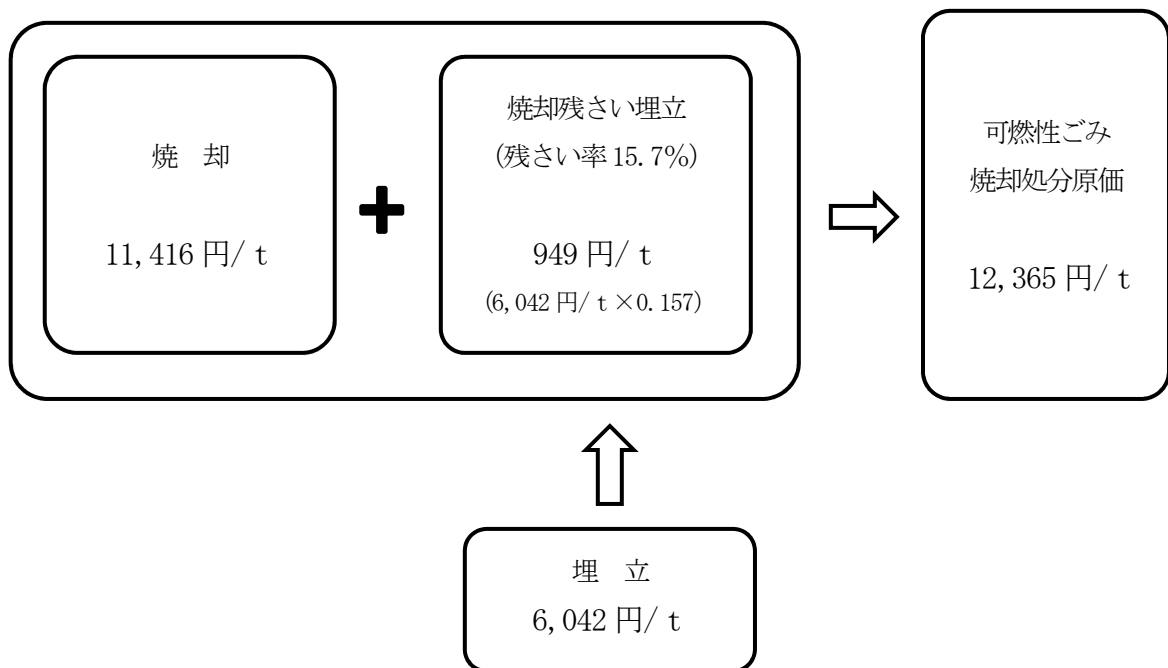 焼　却
11,416 円/ t
焼却残さい埋立
(残さい率 15.7%)
949 円/ t
(6,042 円/ t ×0.157)
可燃性ごみ
焼却処分原価
12,365 円/ t
埋　立
6,042 円/ t